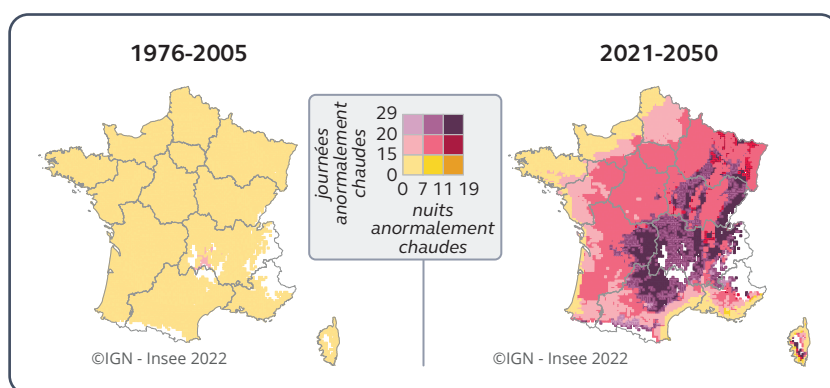 1976-2005
2021-2050
journées
anormalement
chaudes
29
20
15
0
0 7 11 19
nuits
anormalement
chaudes
©IGN - Insee 2022
©IGN - Insee 2022